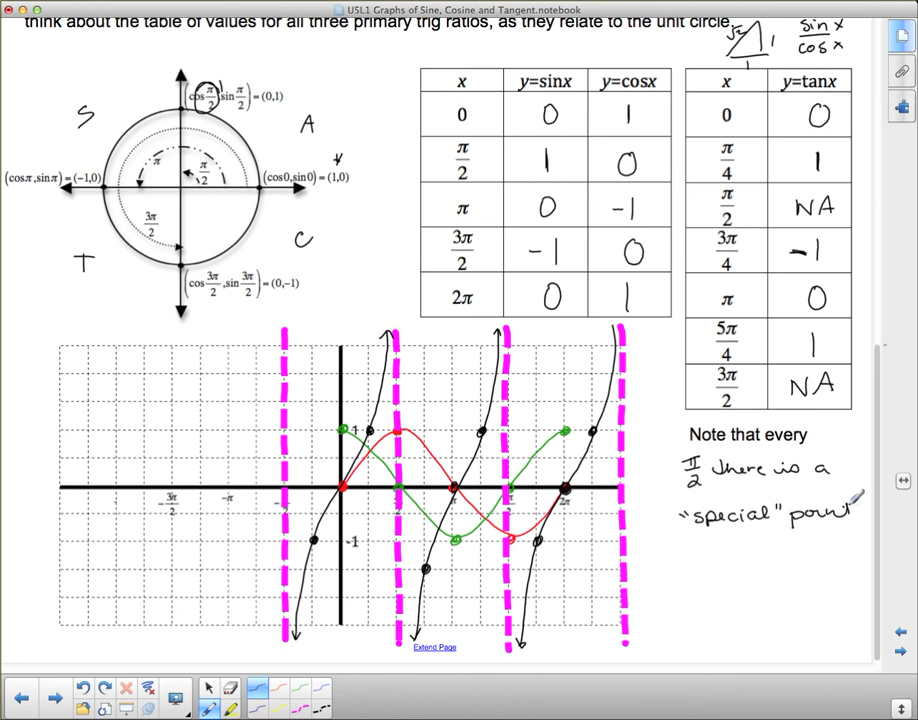 USL1 Graphs of Sine, Cosine and Tangent.notebook
think about the table of values for all three primary trig ratios, as they relate to the unit circle.
√2 1 1
sin x
cos x
(cos π/2, sin π/2) = (0,1)
S
A
(cosπ, sinπ) = (-1,0)
π
π/2
(cos0, sin0) = (1,0)
3π/2
T
C
(cos 3π/2, sin 3π/2) = (0,-1)
x y=sinx y=cosx
0 0 1
π/2 1 0
π 0 -1
3π/2 -1 0
2π 0 1
x y=tanx
0 0
π/4 1
π/2 NA
3π/4 -1
π 0
5π/4 1
3π/2 NA
1
-3π/2 -π π 2π
-1
Note that every
π/2 there is a
"special" point
Extend Page